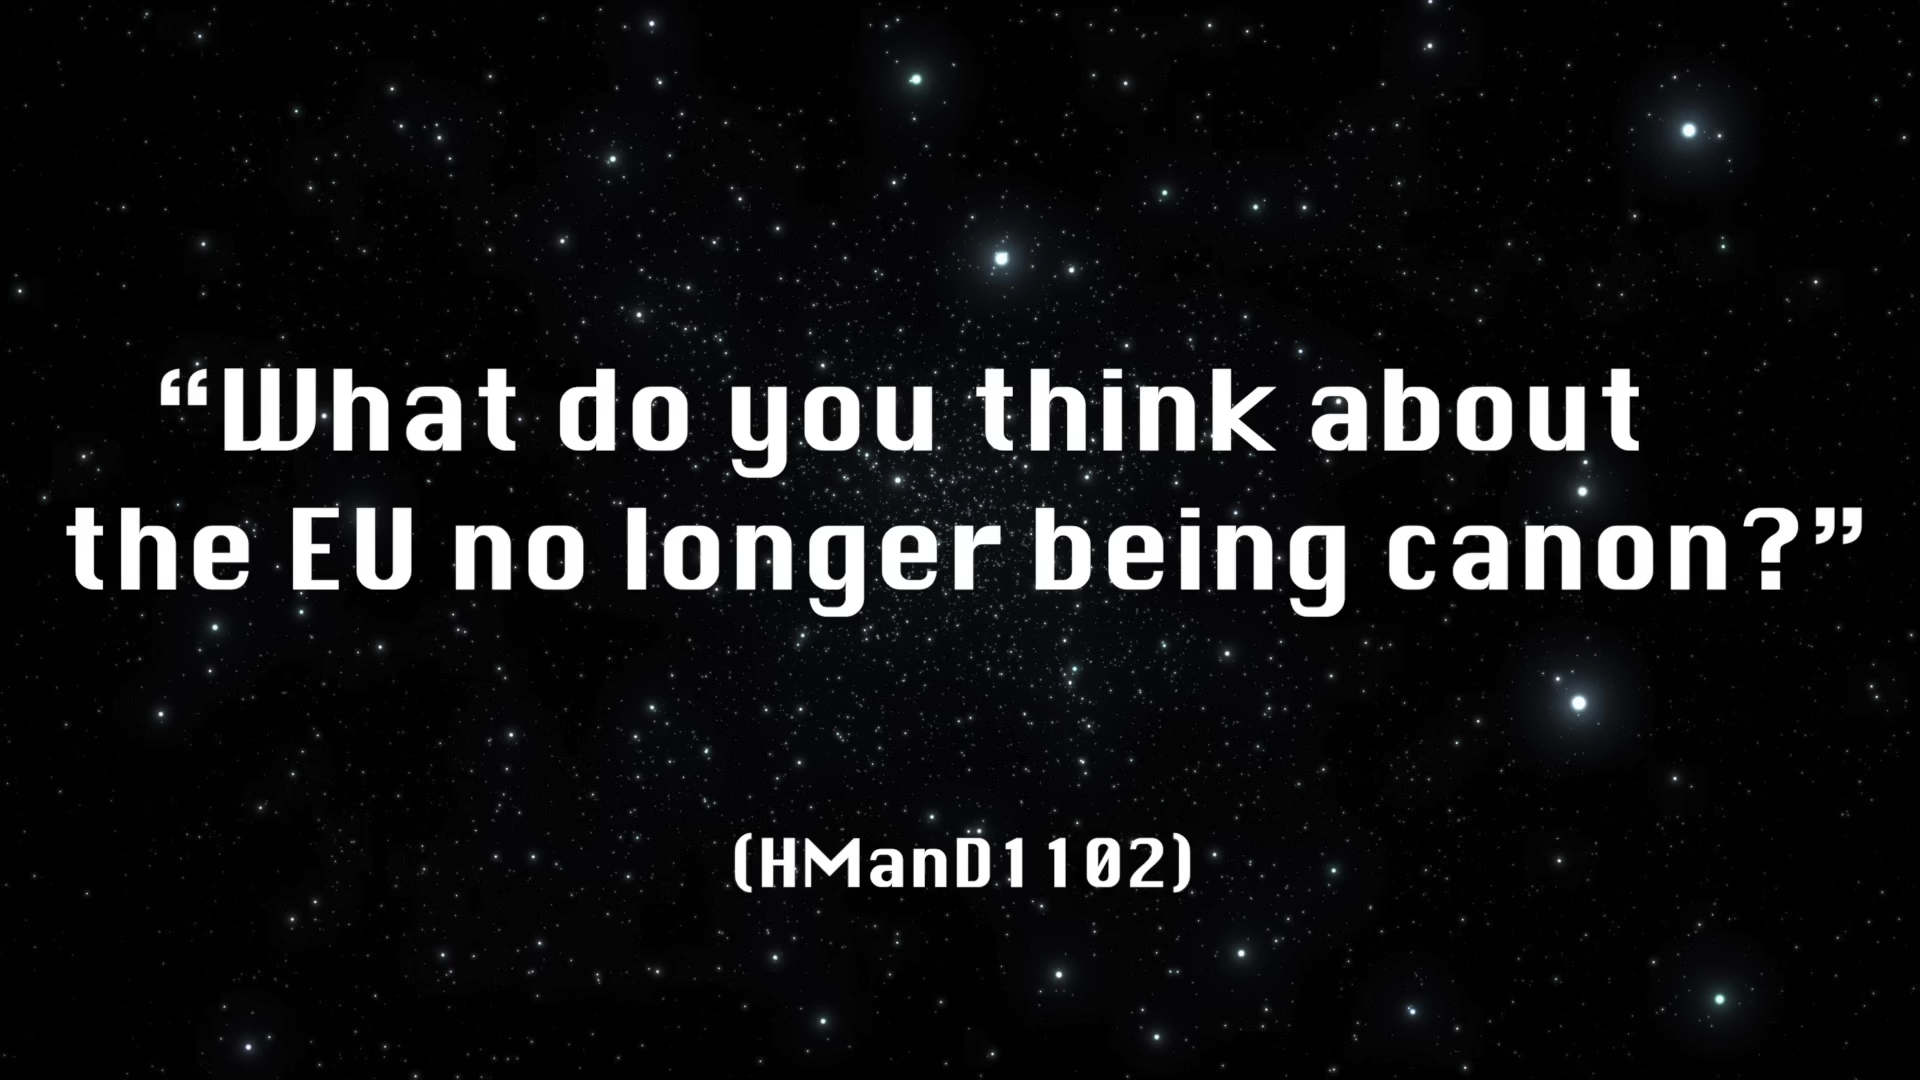 “What do you think about
the EU no longer being canon?”
(HManD1102)